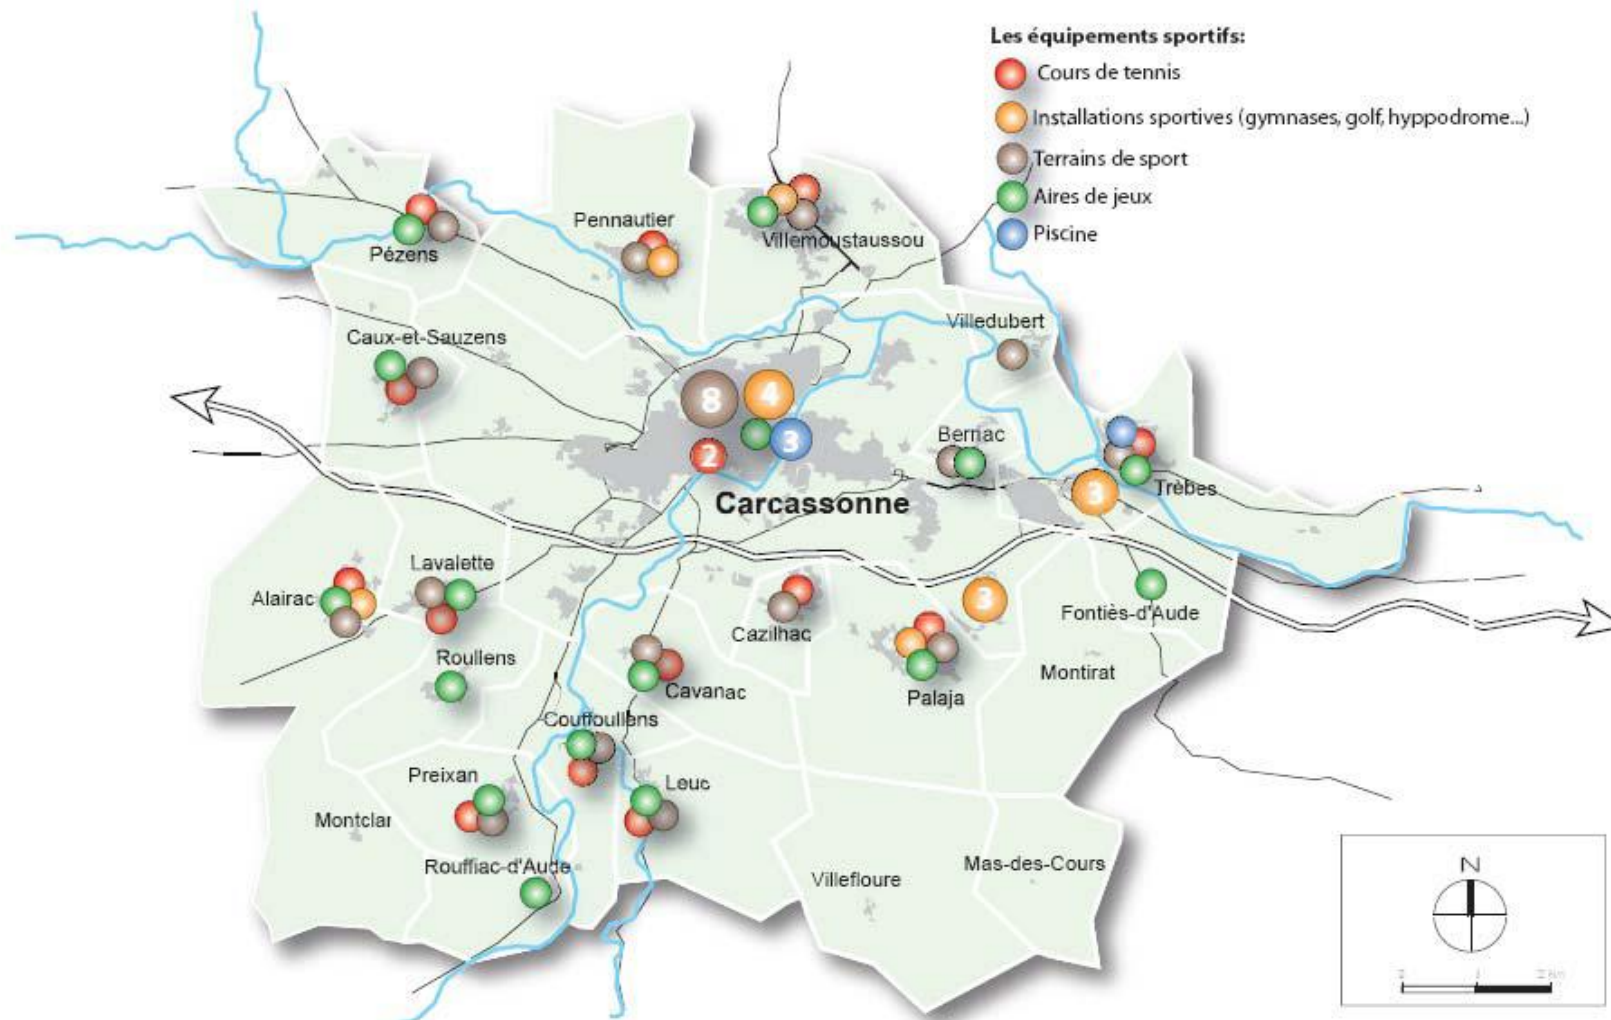 Les équipements sportifs:
Cours de tennis
Installations sportives (gymnases, golf, hyppodrome...)
Terrains de sport
Aires de jeux
Piscine
Pennautier
Villemoustaussou
Pézens
Villedubert
Caux-et-Sauzens
8
4
3
2
Bernac
Trèbes
3
Carcassonne
Lavalette
Alairac
3
Fontiès-d'Aude
Cazilhac
Roullens
Montirat
Cavanac
Palaja
Couffoullens
Preixan
Leuc
Montclar
Rouffiac-d'Aude
Mas-des-Cours
Villefloure
N